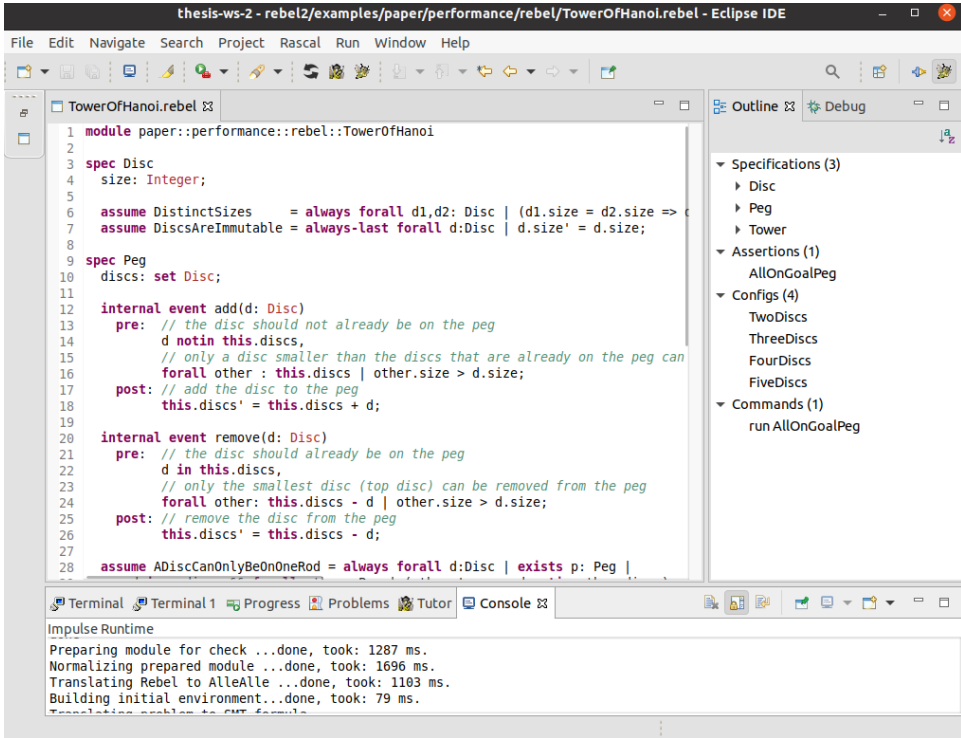 thesis-ws-2 - rebel2/examples/paper/performance/rebel/TowerOfHanoi.rebel - Eclipse IDE
File Edit Navigate Search Project Rascal Run Window Help
TowerOfHanoi.rebel
1 module paper::performance::rebel::TowerOfHanoi
2
3 spec Disc
4   size: Integer;
5
6   assume DistinctSizes     = always forall d1,d2: Disc | (d1.size = d2.size =>
7   assume DiscsAreImmutable = always-last forall d:Disc | d.size' = d.size;
8
9 spec Peg
10   discs: set Disc;
11
12   internal event add(d: Disc)
13     pre:  // the disc should not already be on the peg
14           d notin this.discs,
15           // only a disc smaller than the discs that are already on the peg can
16           forall other : this.discs | other.size > d.size;
17     post: // add the disc to the peg
18           this.discs' = this.discs + d;
19
20   internal event remove(d: Disc)
21     pre:  // the disc should already be on the peg
22           d in this.discs,
23           // only the smallest disc (top disc) can be removed from the peg
24           forall other: this.discs - d | other.size > d.size;
25     post: // remove the disc from the peg
26           this.discs' = this.discs - d;
27
28   assume ADiscCanOnlyBeOnOneRod = always forall d:Disc | exists p: Peg |
Outline Debug
Specifications (3)
Disc
Peg
Tower
Assertions (1)
AllOnGoalPeg
Configs (4)
TwoDiscs
ThreeDiscs
FourDiscs
FiveDiscs
Commands (1)
run AllOnGoalPeg
Terminal Terminal 1 Progress Problems Tutor Console
Impulse Runtime
Preparing module for check ...done, took: 1287 ms.
Normalizing prepared module ...done, took: 1696 ms.
Translating Rebel to AlleAlle ...done, took: 1103 ms.
Building initial environment...done, took: 79 ms.
Translating problem to SMT formula